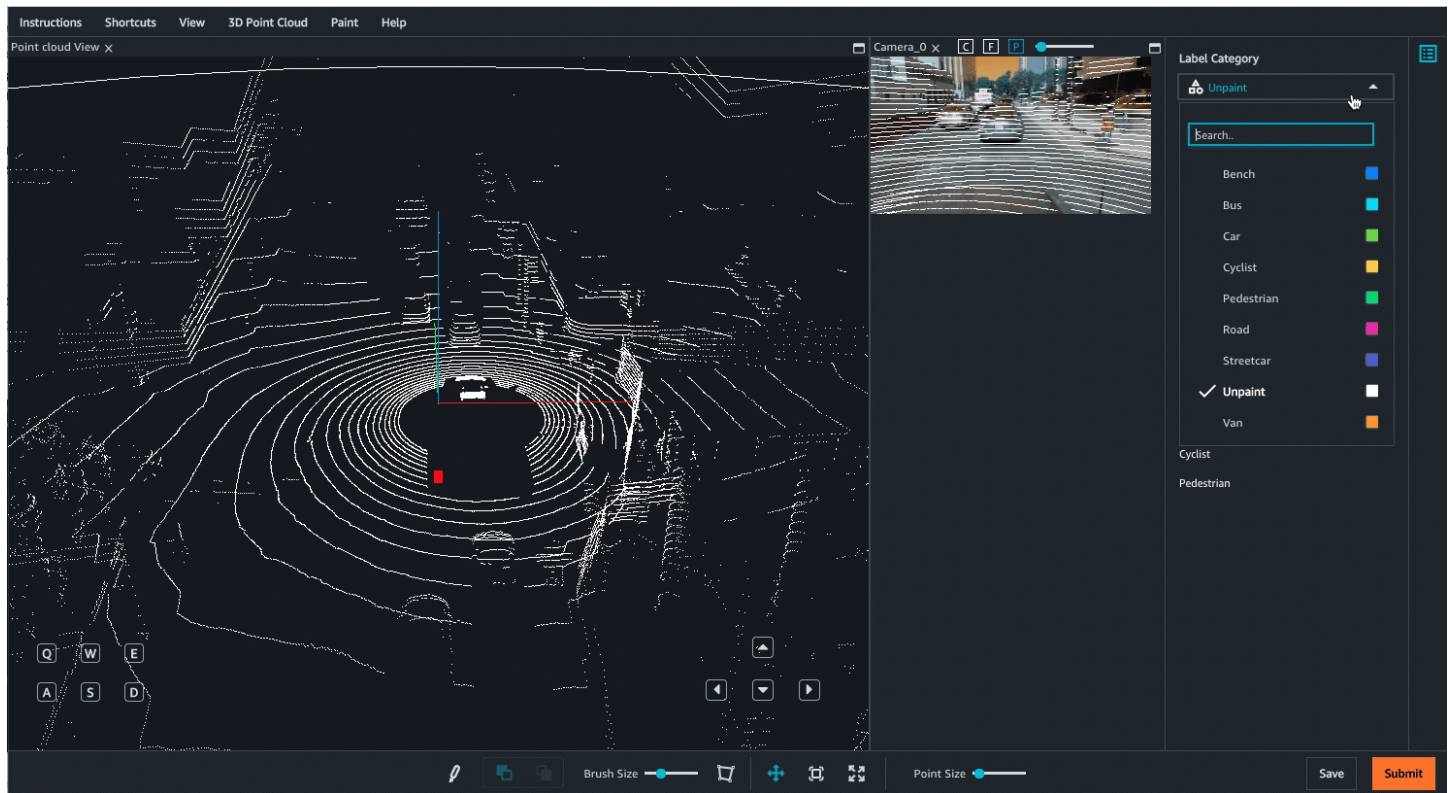 Instructions Shortcuts View 3D Point Cloud Paint Help
Point cloud View
Camera_0 C F P
Label Category
Unpaint
Search..
Bench
Bus
Car
Cyclist
Pedestrian
Road
Streetcar
Unpaint
Van
Cyclist
Pedestrian
Q W E
A S D
Brush Size Point Size Save Submit